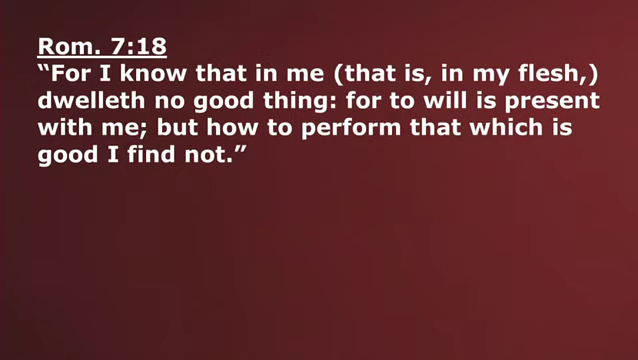 Rom. 7:18
“For I know that in me (that is, in my flesh,)
dwelleth no good thing: for to will is present
with me; but how to perform that which is
good I find not.”